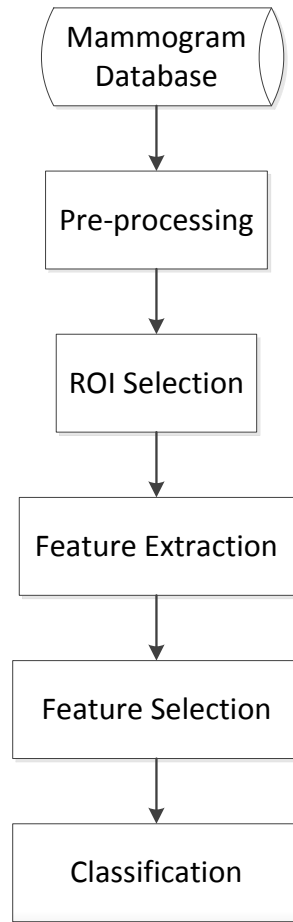 Mammogram
Database
Pre-processing
ROI Selection
Feature Extraction
Feature Selection
Classification